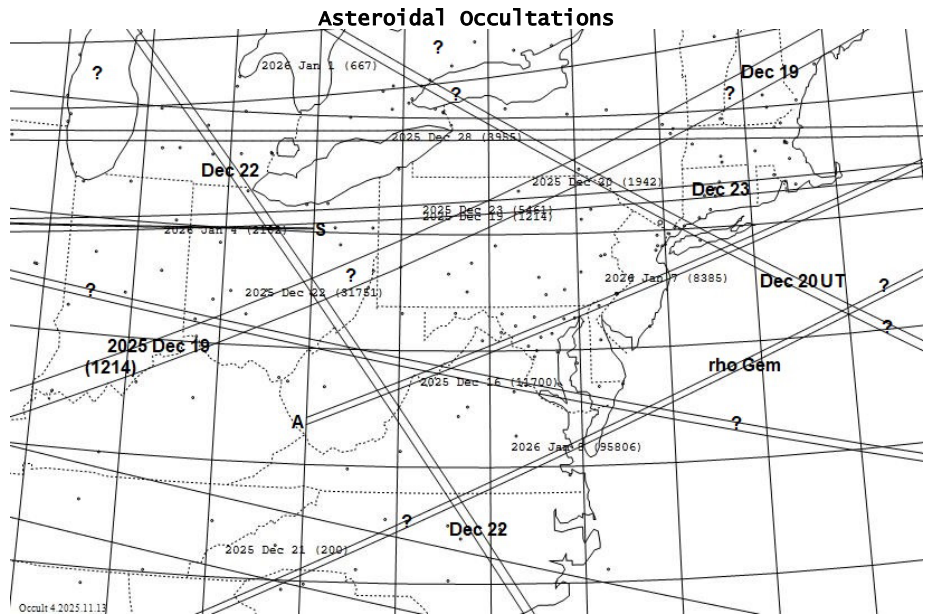 Asteroidal Occultations
?
?
2026 Jan 1 (667)
Dec 19
?
?
2025 Dec 28 (3955)
Dec 22
2025 Dec 20 (1942)
Dec 23
2025 Dec 23 (5461)
2025 Dec 19 (1214)
2026 Jan 4 (2162)
S
?
2026 Jan 7 (8385)
Dec 20 UT
?
?
2025 Dec 22 (31751)
?
2025 Dec 19
(1214)
rho Gem
2025 Dec 16 (11700)
A
?
2026 Jan 5 (95806)
?
Dec 22
2025 Dec 21 (200)
Occult 4.2025.11.13